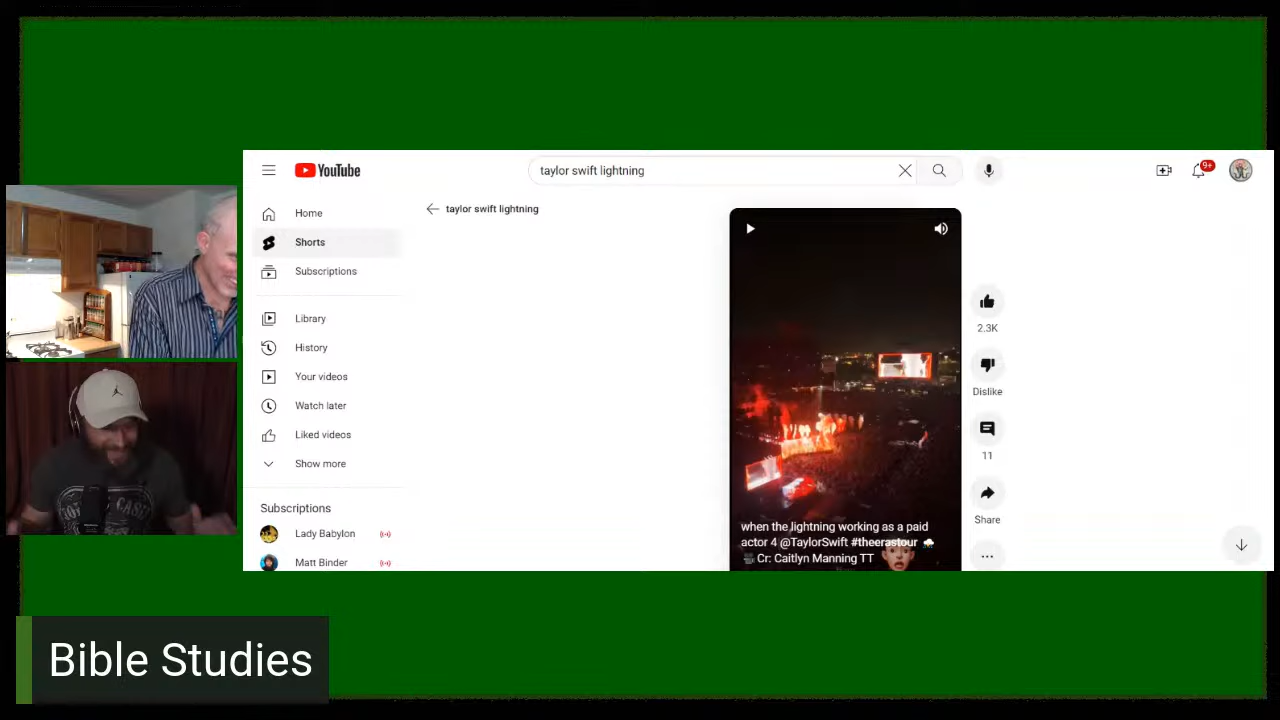 YouTube
taylor swift lightning
9+
Home
Shorts
Subscriptions
Library
History
Your videos
Watch later
Liked videos
Show more
Subscriptions
Lady Babylon
Matt Binder
taylor swift lightning
when the lightning working as a paid
actor 4 @TaylorSwift #theerastour
Cr: Caitlyn Manning TT
2.3K
Dislike
11
Share
Bible Studies